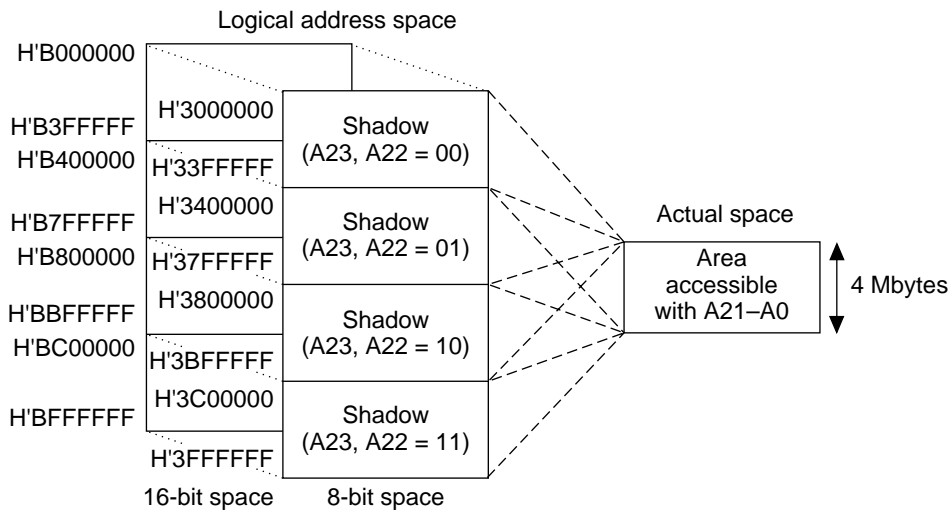 Logical address space
H'B000000
H'B3FFFFF
H'B400000
H'B7FFFFF
H'B800000
H'BBFFFFF
H'BC00000
H'BFFFFFF
H'3000000
H'33FFFFF
H'3400000
H'37FFFFF
H'3800000
H'3BFFFFF
H'3C00000
H'3FFFFFF
Shadow
(A23, A22 = 00)
Shadow
(A23, A22 = 01)
Shadow
(A23, A22 = 10)
Shadow
(A23, A22 = 11)
16-bit space
8-bit space
Actual space
Area
accessible
with A21–A0
4 Mbytes